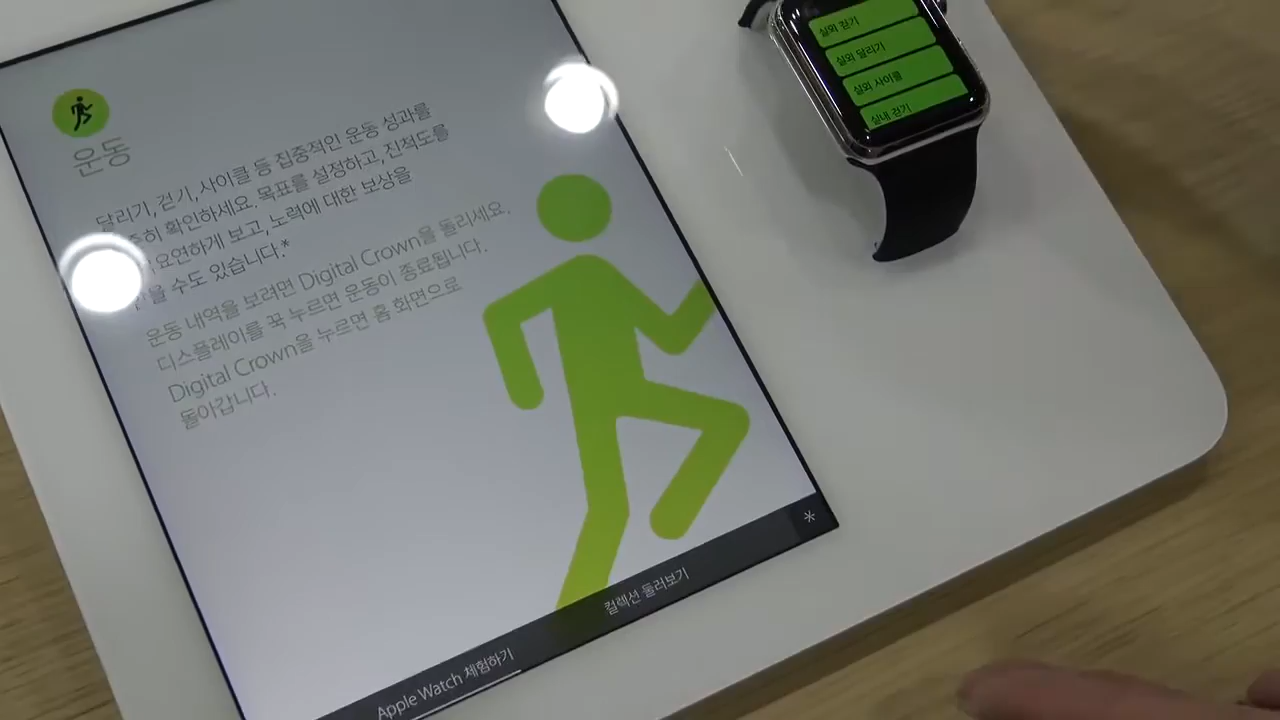 운동
달리기, 걷기, 사이클 등 집중적인 운동 성과를
확인하세요. 목표를 설정하고, 진척도를
보고, 노력에 대한 보상을
수도 있습니다.*
운동 내역을 보려면 Digital Crown을 돌리세요.
디스플레이를 꾹 누르면 운동이 종료됩니다.
Digital Crown을 누르면 홈 화면으로
돌아갑니다.
Apple Watch 체험하기
컬렉션 둘러보기
*
실외 걷기
실외 달리기
실외 사이클
실내 걷기